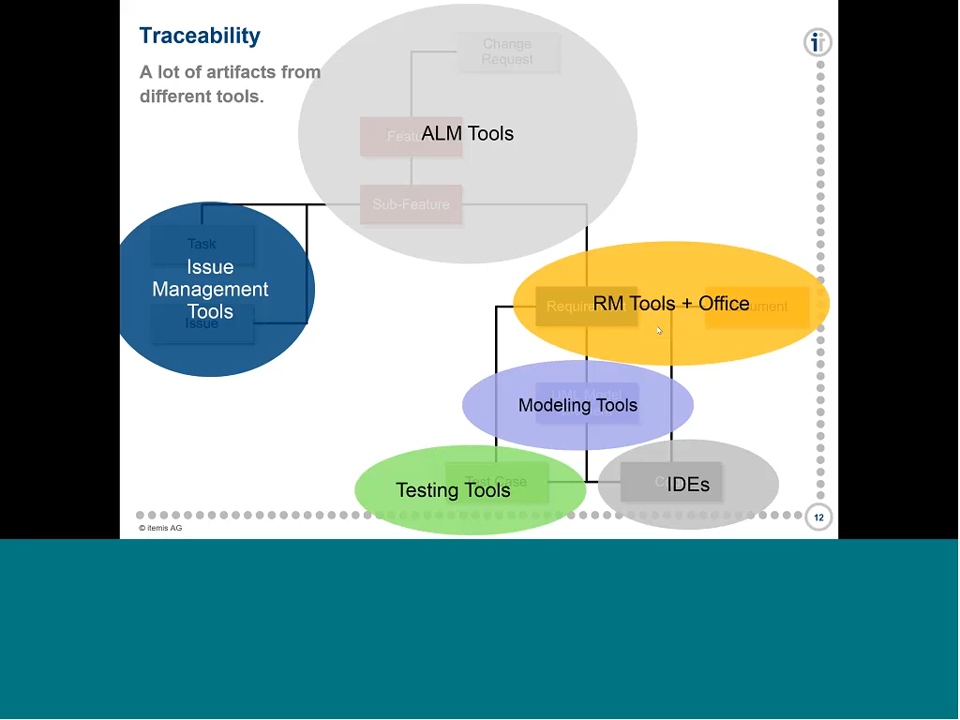 Traceability
A lot of artifacts from
different tools.
Change
Request
ALM Tools
Sub-Feature
Task
Issue
Management
Tools
Issue
RM Tools + Office
Modeling Tools
Testing Tools
IDEs
© itemis AG
12